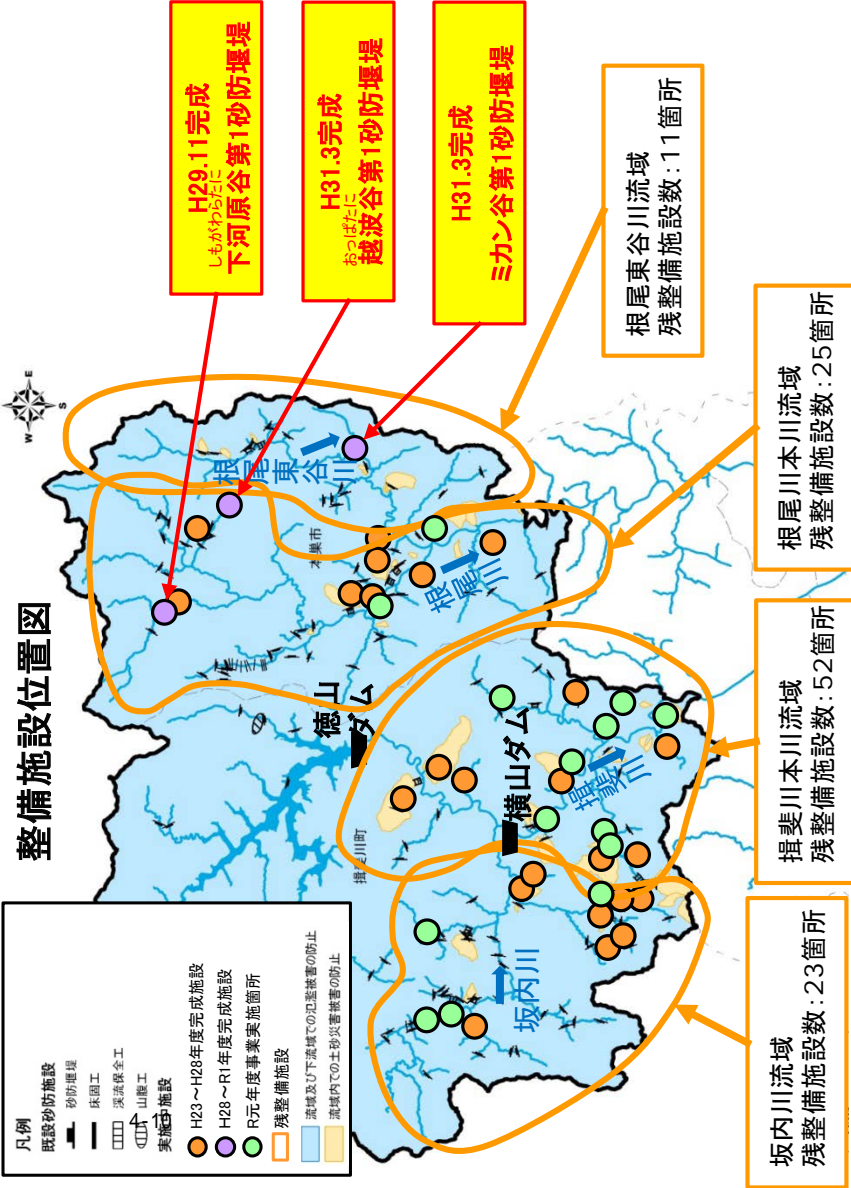 整備施設位置図
凡例
既設砂防施設
砂防堰堤
床固工
渓流保全工
山腹工
実施中施設
H23～H28年度完成施設
H28～R1年度完成施設
R元年度事業実施箇所
残整備施設
流域及び下流域での氾濫被害の防止
流域内での土砂災害被害の防止
4-10
N
E
S
W
H29.11完成
しもがわらたに
下河原谷第1砂防堰堤
H31.3完成
おっぱたに
越波谷第1砂防堰堤
H31.3完成
ミカン谷第1砂防堰堤
根尾東谷川
本巣市
根尾川
徳山
ダム
揖斐川町
横山ダム
揖斐川
坂内川
根尾東谷川流域
残整備施設数:11箇所
根尾川本川流域
残整備施設数:25箇所
揖斐川本川流域
残整備施設数:52箇所
坂内川流域
残整備施設数:23箇所